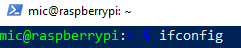 mic@raspberrypi: ~
mic@raspberrypi:~ $ ifconfig